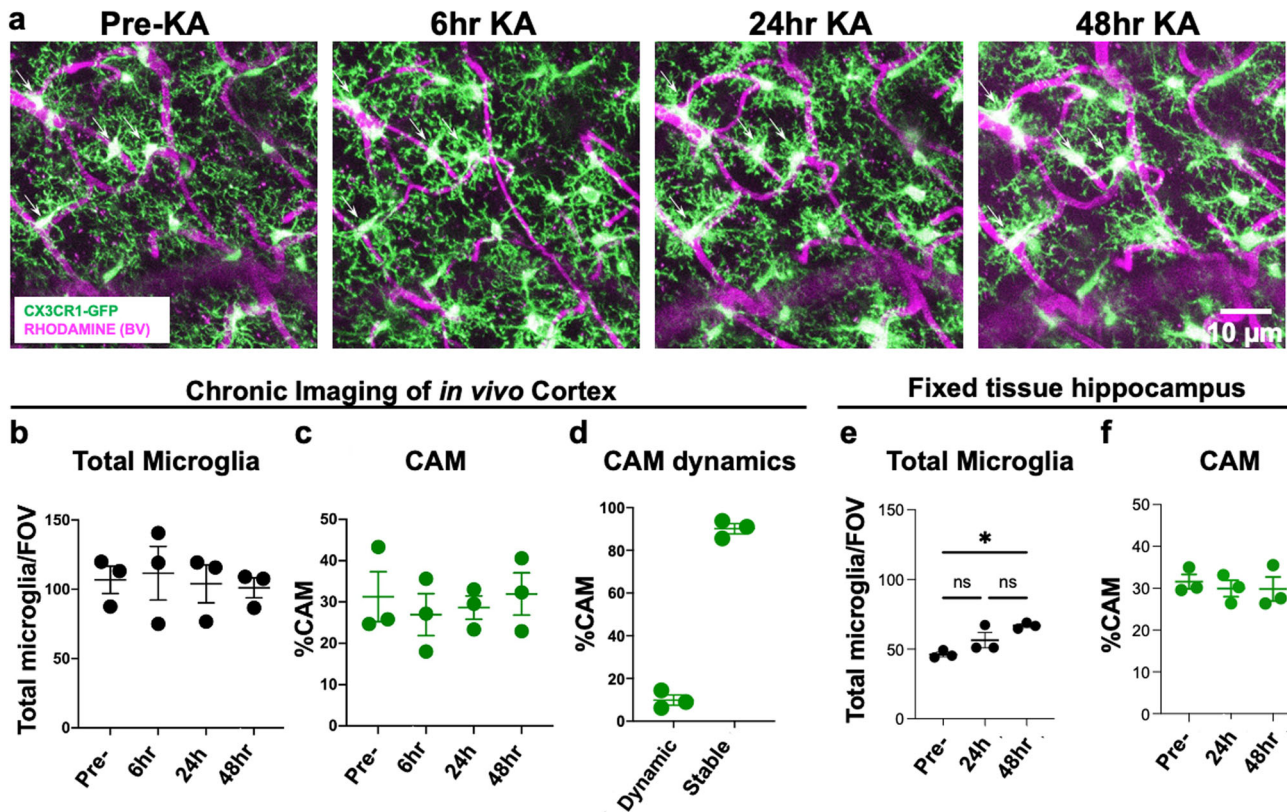 a
Pre-KA
6hr KA
24hr KA
48hr KA
CX3CR1-GFP
RHODAMINE (BV)
10 µm
Chronic Imaging of in vivo Cortex
Fixed tissue hippocampus
b
Total Microglia
Total microglia/FOV
150
100
50
0
Pre-
6hr
24h
48hr
c
CAM
%CAM
50
40
30
20
10
0
Pre-
6hr
24h
48hr
d
CAM dynamics
%CAM
100
80
60
40
20
0
Dynamic
Stable
e
Total Microglia
Total microglia/FOV
150
100
50
0
*
ns
ns
Pre-
24h
48hr
f
CAM
%CAM
50
40
30
20
10
0
Pre-
24h
48hr